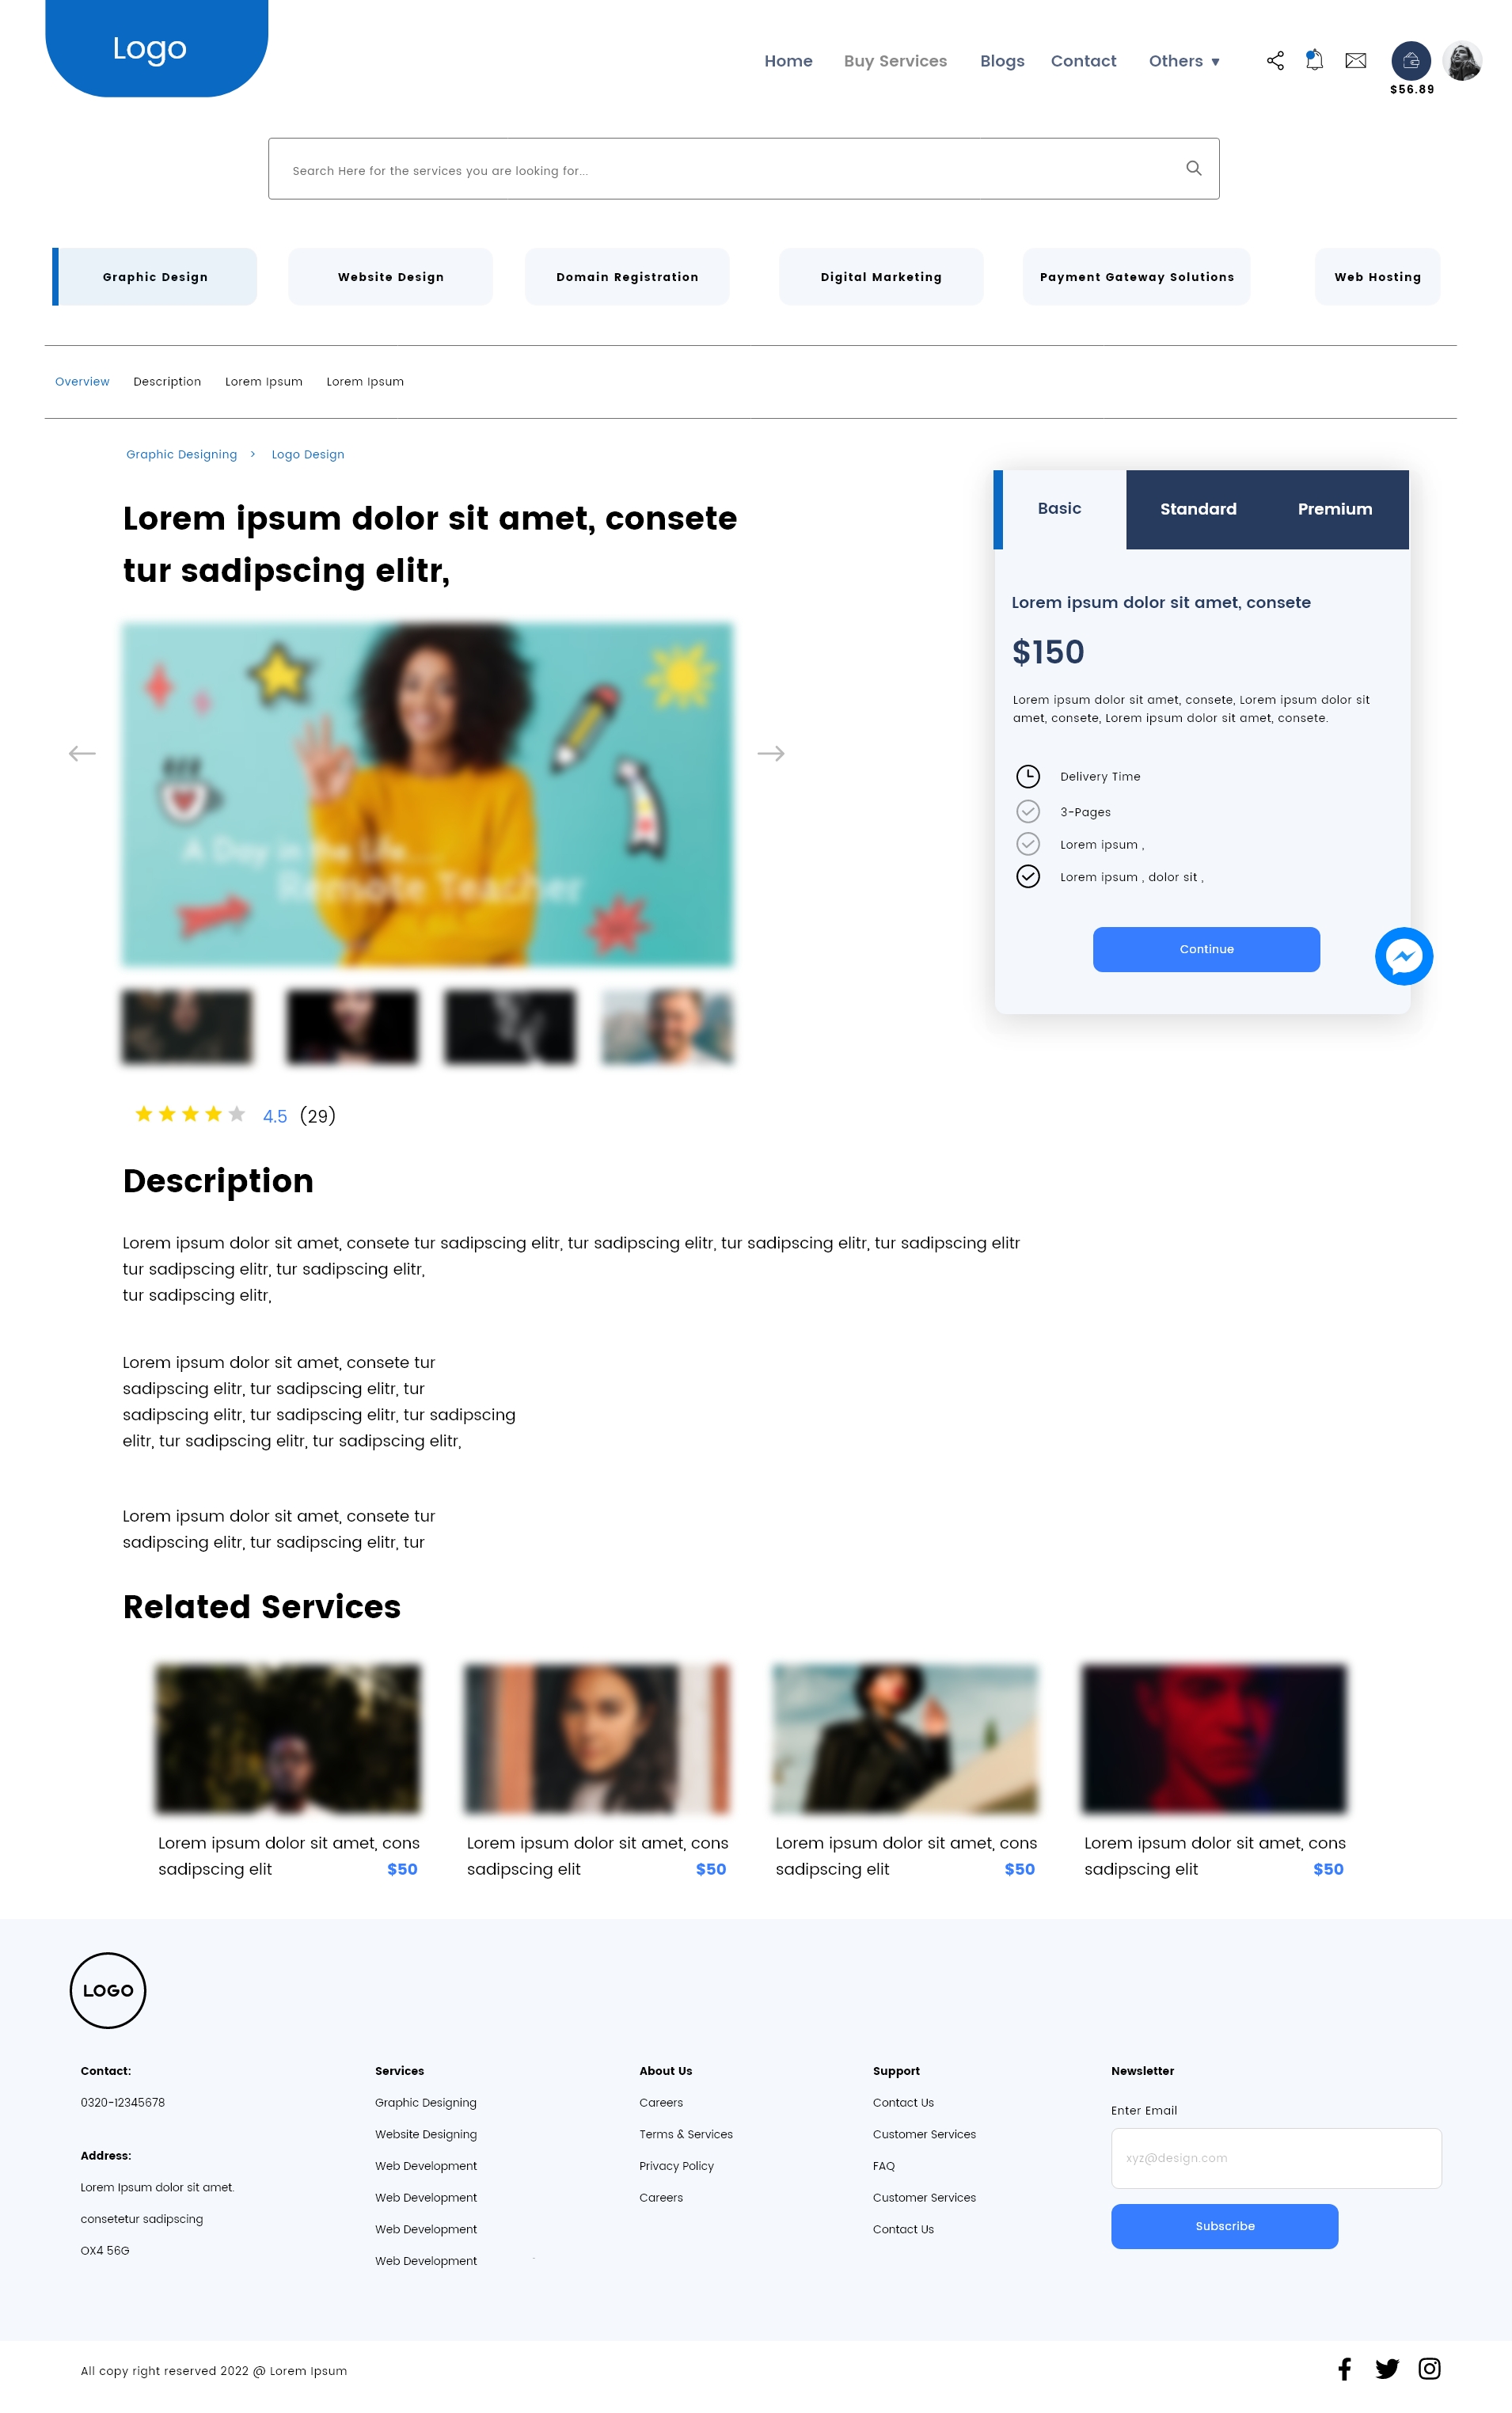 Logo
Home Buy Services Blogs Contact Others ▼
$56.89
Search Here for the services you are looking for...
Graphic Design Website Design Domain Registration Digital Marketing Payment Gateway Solutions Web Hosting
Overview Description Lorem Ipsum Lorem Ipsum
Graphic Designing > Logo Design
Lorem ipsum dolor sit amet, consete
tur sadipscing elitr,
A Day in the Life....
Remote Teacher
4.5 (29)
Basic Standard Premium
Lorem ipsum dolor sit amet, consete
$150
Lorem ipsum dolor sit amet, consete, Lorem ipsum dolor sit
amet, consete, Lorem ipsum dolor sit amet, consete.
Delivery Time
3-Pages
Lorem ipsum ,
Lorem ipsum , dolor sit ,
Continue
Description
Lorem ipsum dolor sit amet, consete tur sadipscing elitr, tur sadipscing elitr, tur sadipscing elitr, tur sadipscing elitr
tur sadipscing elitr, tur sadipscing elitr,
tur sadipscing elitr,
Lorem ipsum dolor sit amet, consete tur
sadipscing elitr, tur sadipscing elitr, tur
sadipscing elitr, tur sadipscing elitr, tur sadipscing
elitr, tur sadipscing elitr, tur sadipscing elitr,
Lorem ipsum dolor sit amet, consete tur
sadipscing elitr, tur sadipscing elitr, tur
Related Services
Lorem ipsum dolor sit amet, cons
sadipscing elit $50
Lorem ipsum dolor sit amet, cons
sadipscing elit $50
Lorem ipsum dolor sit amet, cons
sadipscing elit $50
Lorem ipsum dolor sit amet, cons
sadipscing elit $50
LOGO
Contact:
0320-12345678
Address:
Lorem Ipsum dolor sit amet.
consetetur sadipscing
OX4 56G
Services
Graphic Designing
Website Designing
Web Development
Web Development
Web Development
Web Development
About Us
Careers
Terms & Services
Privacy Policy
Careers
Support
Contact Us
Customer Services
FAQ
Customer Services
Contact Us
Newsletter
Enter Email
xyz@design.com
Subscribe
All copy right reserved 2022 @ Lorem Ipsum